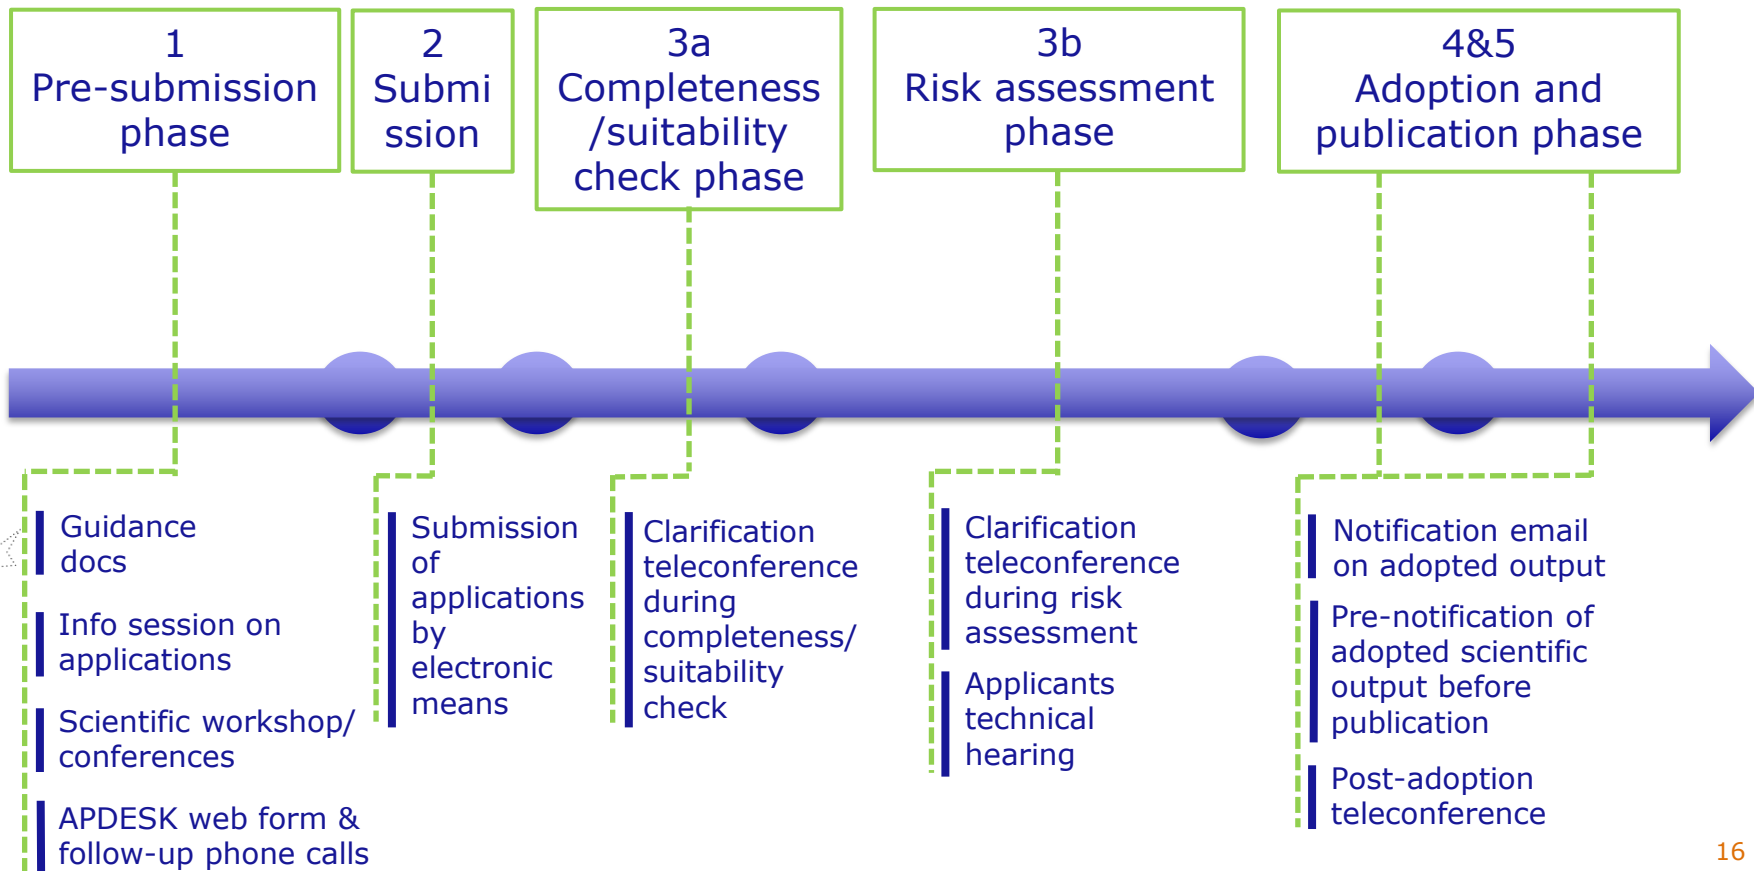 1
Pre-submission
phase
2
Submi
ssion
3a
Completeness
/suitability
check phase
3b
Risk assessment
phase
4&5
Adoption and
publication phase
Guidance
docs
Info session on
applications
Scientific workshop/
conferences
APDESK web form &
follow-up phone calls
Submission
of
applications
by
electronic
means
Clarification
teleconference
during
completeness/
suitability
check
Clarification
teleconference
during risk
assessment
Applicants
technical
hearing
Notification email
on adopted output
Pre-notification of
adopted scientific
output before
publication
Post-adoption
teleconference
16